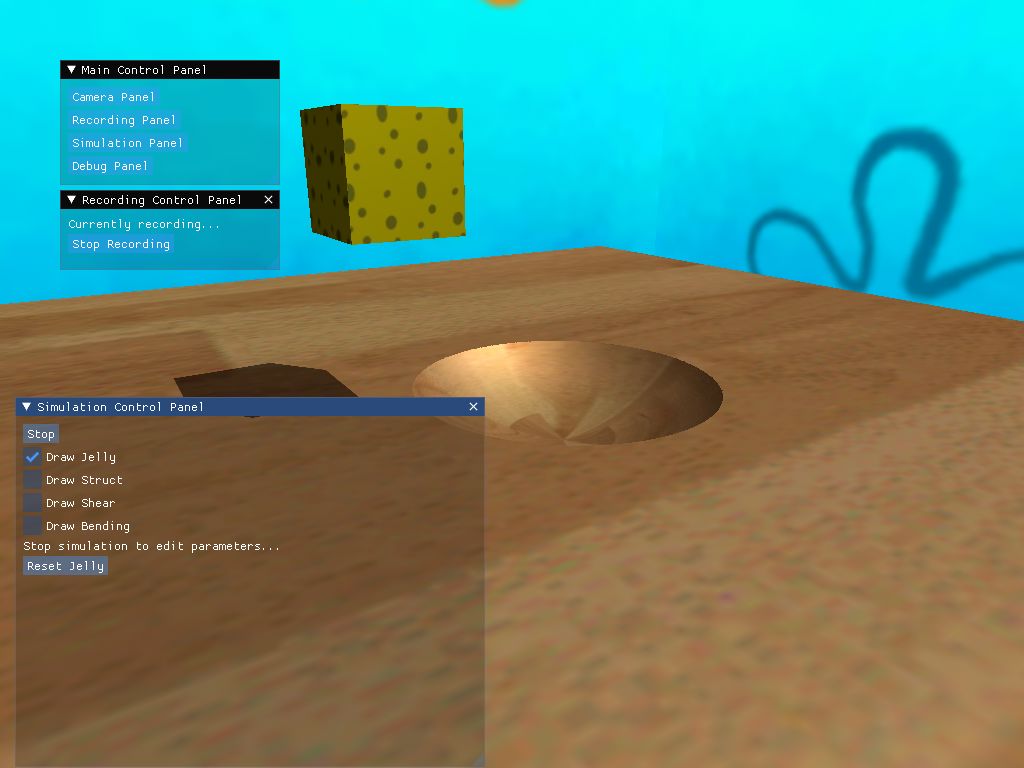 Main Control Panel
Camera Panel
Recording Panel
Simulation Panel
Debug Panel
Recording Control Panel
Currently recording...
Stop Recording
Simulation Control Panel
Stop
Draw Jelly
Draw Struct
Draw Shear
Draw Bending
Stop simulation to edit parameters...
Reset Jelly